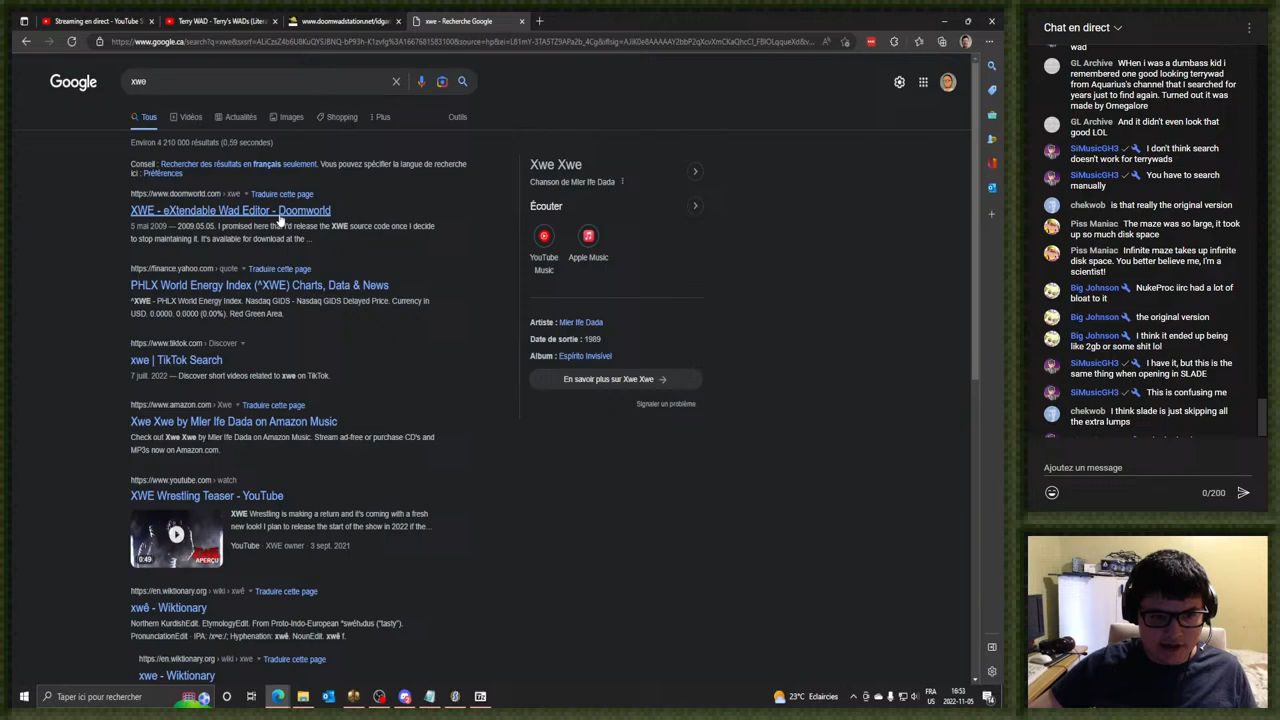 Streaming en direct - YouTube S
Terry WAD - Terry's WADs (Litera
www.doomwadstation.net/idga
xwe - Recherche Google
Google
xwe
Tous
Vidéos
Actualités
Images
Shopping
Plus
Outils
Environ 4 210 000 résultats (0,59 secondes)
Conseil : Rechercher des résultats en français seulement. Vous pouvez spécifier la langue de recherche
ici : Préférences
https://www.doomworld.com › xwe Traduire cette page
XWE - eXtendable Wad Editor - Doomworld
5 mai 2009 — 2009.05.05. I promised here that I'd release the XWE source code once I decide
to stop maintaining it. It's available for download at the ...
https://finance.yahoo.com › quote Traduire cette page
PHLX World Energy Index (^XWE) Charts, Data & News
^XWE - PHLX World Energy Index. Nasdaq GIDS - Nasdaq GIDS Delayed Price. Currency in
USD. 0.0000. 0.0000 (0.00%). Red Green Area.
https://www.tiktok.com › Discover
xwe | TikTok Search
7 juill. 2022 — Discover short videos related to xwe on TikTok.
https://www.amazon.com › Xwe Traduire cette page
Xwe Xwe by Mler Ife Dada on Amazon Music
Check out Xwe Xwe by Mler Ife Dada on Amazon Music. Stream ad-free or purchase CD's and
MP3s now on Amazon.com.
https://www.youtube.com › watch
XWE Wrestling Teaser - YouTube
XWE Wrestling is making a return and it's coming with a fresh
new look! I plan to release the start of the show in 2022 if the...
YouTube · XWE owner · 3 sept. 2021
APERÇU
0:49
https://en.wiktionary.org › wiki › xwê Traduire cette page
xwê - Wiktionary
Northern KurdishEdit. EtymologyEdit. From Proto-Indo-European
PronunciationEdit · IPA: Hyphenation: xwê. NounEdit. xwê f.
https://en.wiktionary.org › wiki › xwe Traduire cette page
xwe - Wiktionary
Xwe Xwe
Chanson de Mler Ife Dada
Écouter
YouTube
Music
Apple Music
Artiste : Mler Ife Dada
Date de sortie : 1989
Album : Espírito Invisível
En savoir plus sur Xwe Xwe
Signaler un problème
Chat en direct
wad
GL Archive WHen i was a dumbass kid i
remembered one good looking terrywad
from Aquarius's channel that I searched for
years just to find again. Turned out it was
made by Omegalore
GL Archive And it didn't even look that
good LOL
SiMusicGH3 I don't think search
doesn't work for terrywads
SiMusicGH3 You have to search
manually
chekwob is that really the original version
Piss Maniac The maze was so large, it took
up so much disk space
Piss Maniac Infinite maze takes up infinite
disk space. You better believe me, I'm a
scientist!
Big Johnson NukeProc iirc had a lot of
bloat to it
Big Johnson the original version
Big Johnson I think it ended up being
like 2gb or some shit lol
SiMusicGH3 I have it, but this is the
same thing when opening in SLADE
SiMusicGH3 This is confusing me
chekwob I think slade is just skipping all
the extra lumps
Ajoutez un message
0/200
Taper ici pour rechercher
23°C Eclaircies
FRA
US
16:53
2022-11-05